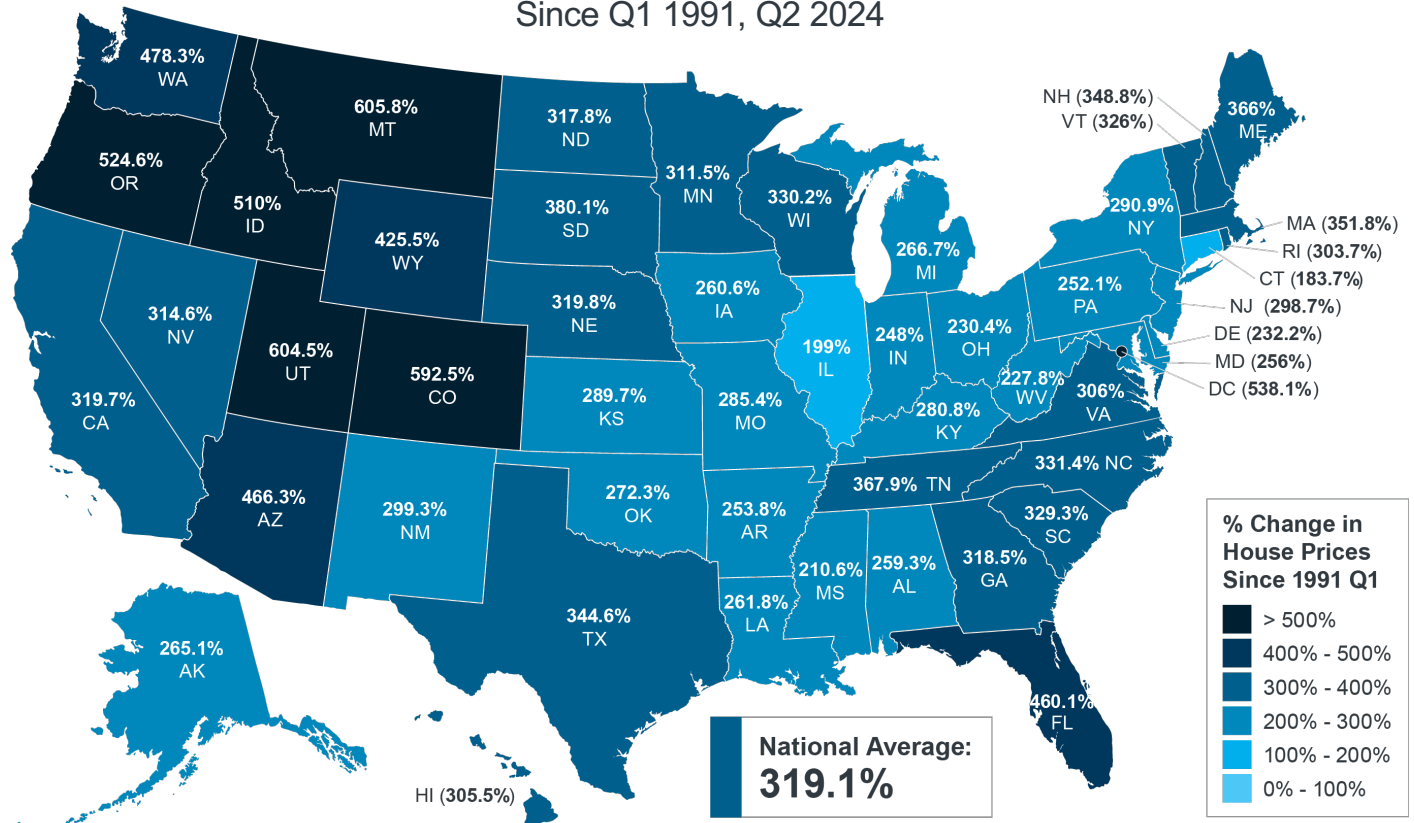 Since Q1 1991, Q2 2024
478.3%
WA
605.8%
MT
317.8%
ND
NH (348.8%)
VT (326%)
366%
ME
524.6%
OR
510%
ID
311.5%
MN
330.2%
WI
380.1%
SD
425.5%
WY
290.9%
NY
MA (351.8%)
RI (303.7%)
CT (183.7%)
NJ (298.7%)
DE (232.2%)
MD (256%)
DC (538.1%)
266.7%
MI
260.6%
IA
252.1%
PA
314.6%
NV
319.8%
NE
604.5%
UT
592.5%
CO
199%
IL
248%
IN
230.4%
OH
227.8%
WV
306%
VA
319.7%
CA
289.7%
KS
285.4%
MO
280.8%
KY
331.4% NC
367.9% TN
466.3%
AZ
299.3%
NM
272.3%
OK
253.8%
AR
329.3%
SC
318.5%
GA
210.6%
MS
259.3%
AL
261.8%
LA
344.6%
TX
265.1%
AK
460.1%
FL
HI (305.5%)
National Average:
319.1%
% Change in
House Prices
Since 1991 Q1
> 500%
400% - 500%
300% - 400%
200% - 300%
100% - 200%
0% - 100%